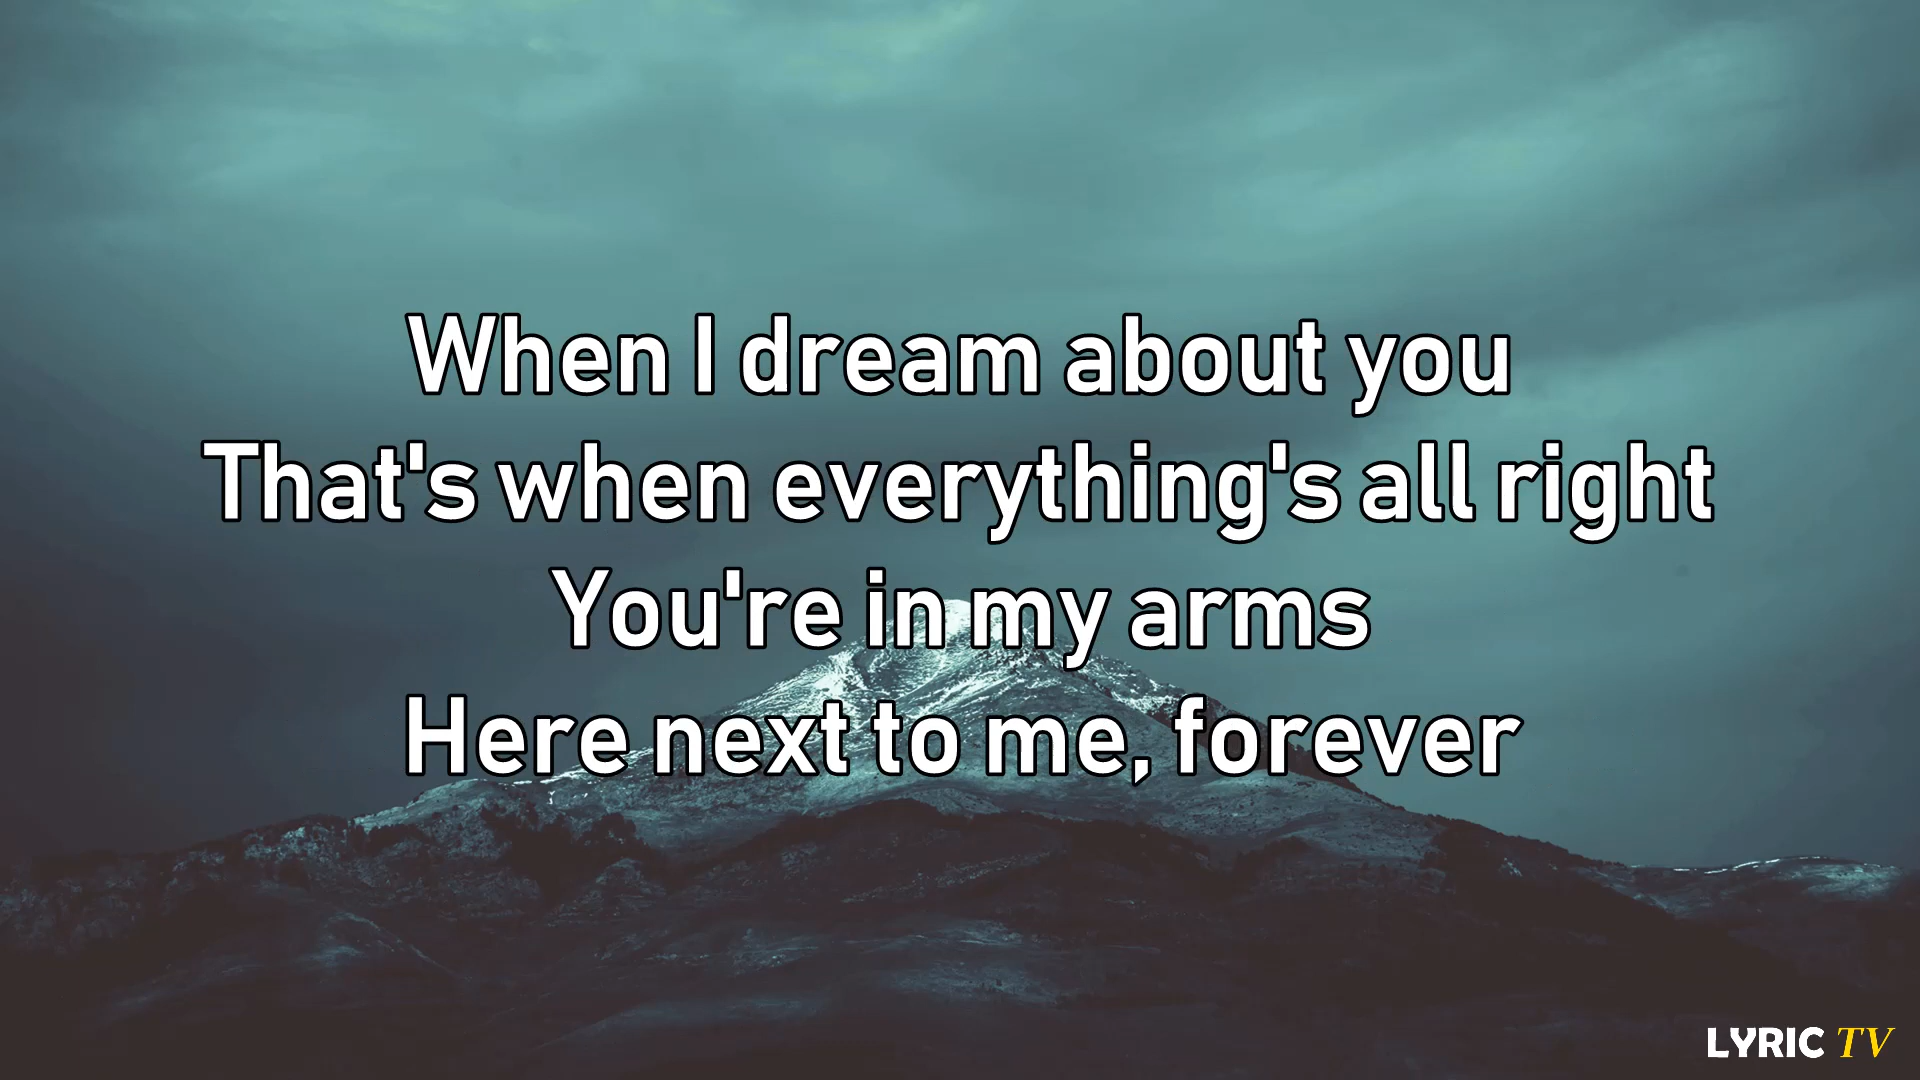 When I dream about you
That's when everything's all right
You're in my arms
Here next to me, forever
LYRIC TV